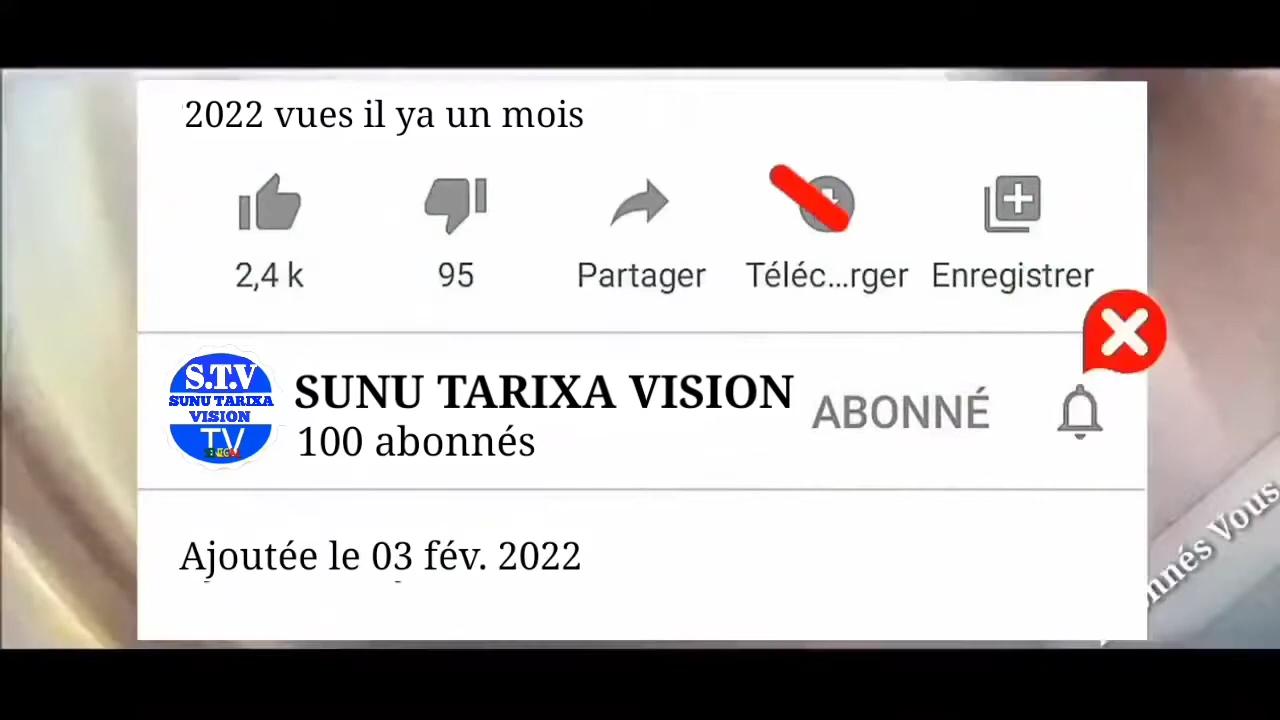 2022 vues il ya un mois
2,4 k
95
Partager
Téléc...rger
Enregistrer
S.T.V
SUNU TARIXA
VISION
TV
SENEGAL
SUNU TARIXA VISION
100 abonnés
ABONNÉ
Ajoutée le 03 fév. 2022
nnés Vous